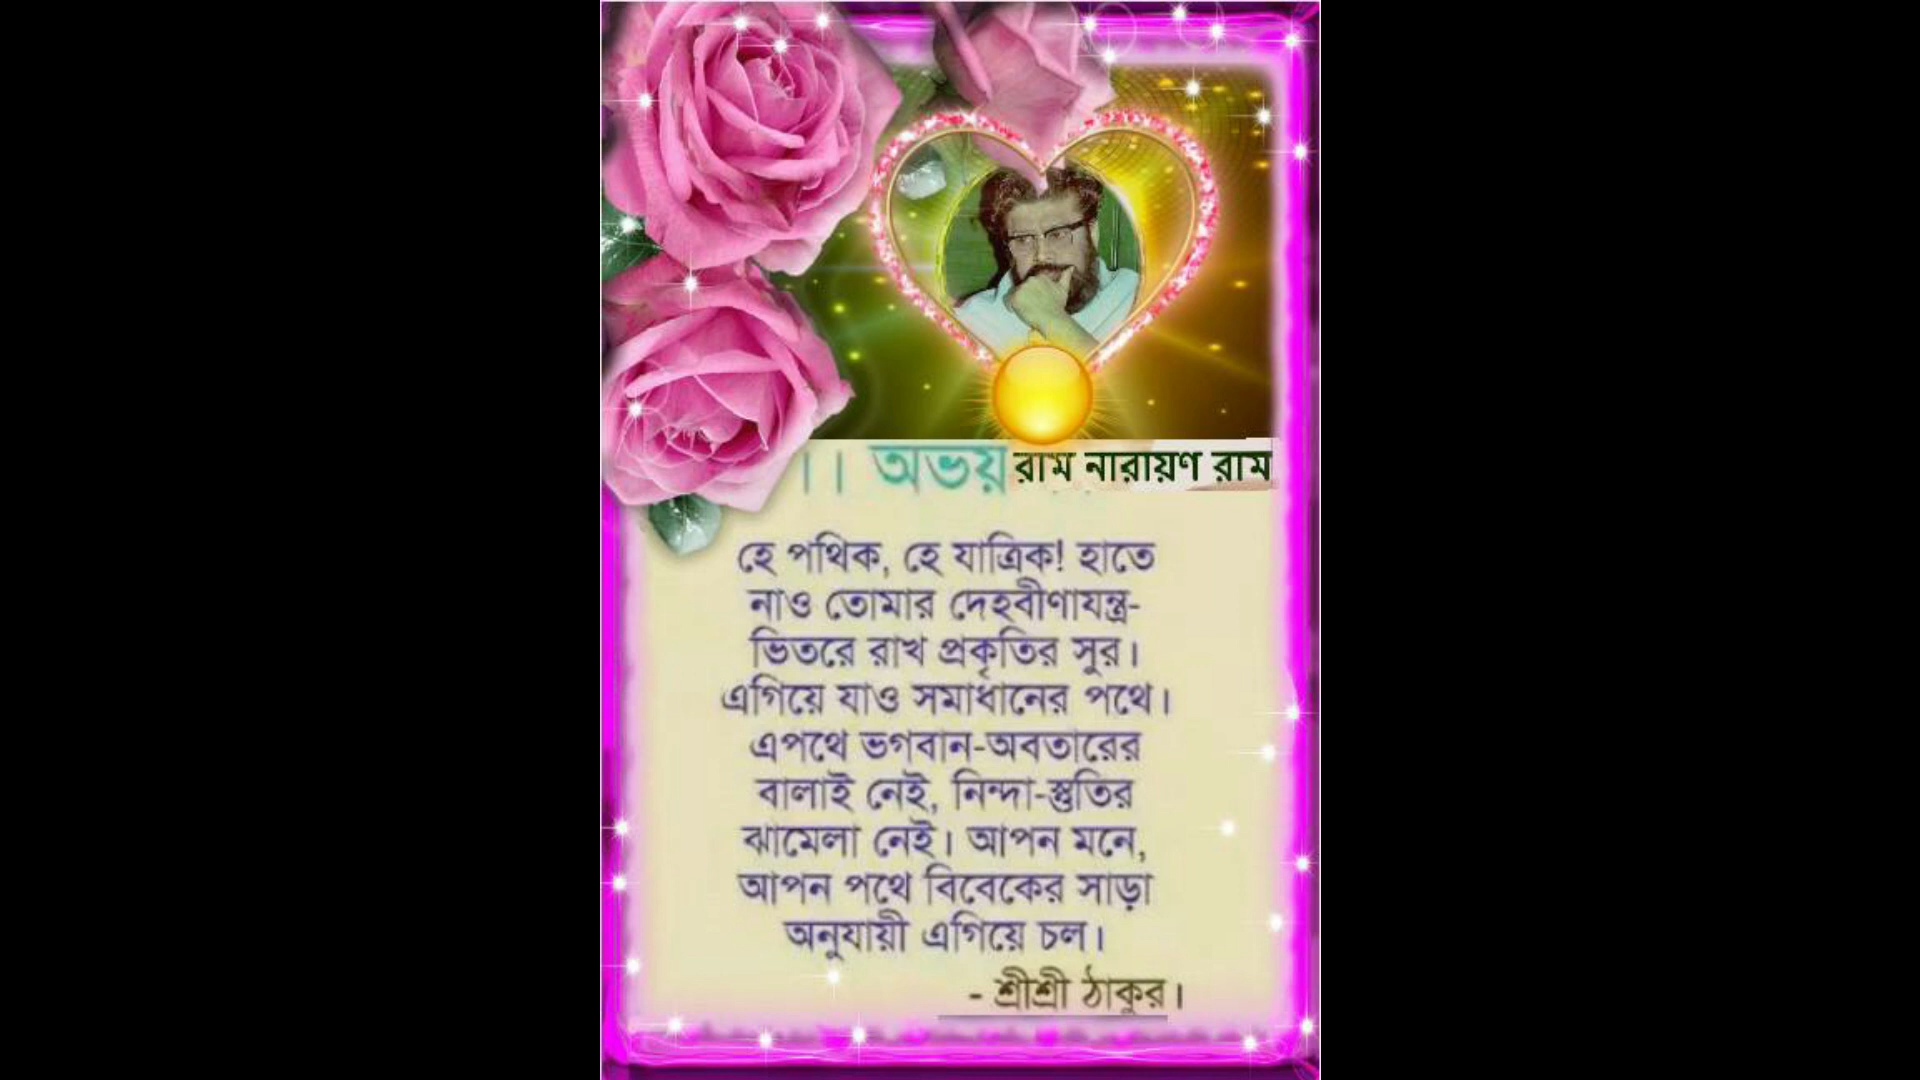 ।। অভয় রাম নারায়ণ রাম
হে পথিক, হে যাত্রিক! হাতে
নাও তোমার দেহবীণাযন্ত্র-
ভিতরে রাখ প্রকৃতির সুর।
এগিয়ে যাও সমাধানের পথে।
এপথে ভগবান-অবতারের
বালাই নেই, নিন্দা-স্তুতির
ঝামেলা নেই। আপন মনে,
আপন পথে বিবেকের সাড়া
অনুযায়ী এগিয়ে চল।
- শ্রীশ্রী ঠাকুর।